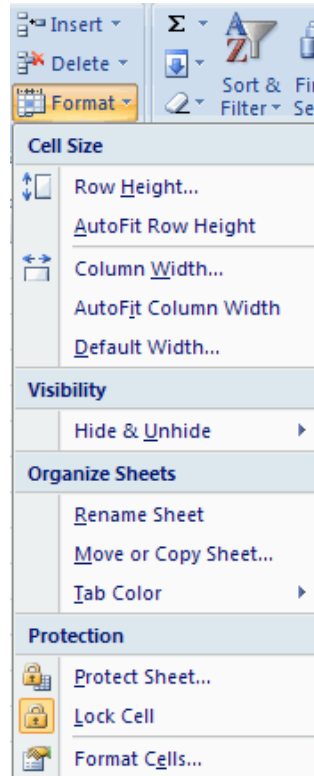 Insert
Σ
Delete
Sort &
Filter
Format
Cell Size
Row Height...
AutoFit Row Height
Column Width...
AutoFit Column Width
Default Width...
Visibility
Hide & Unhide
Organize Sheets
Rename Sheet
Move or Copy Sheet...
Tab Color
Protection
Protect Sheet...
Lock Cell
Format Cells...